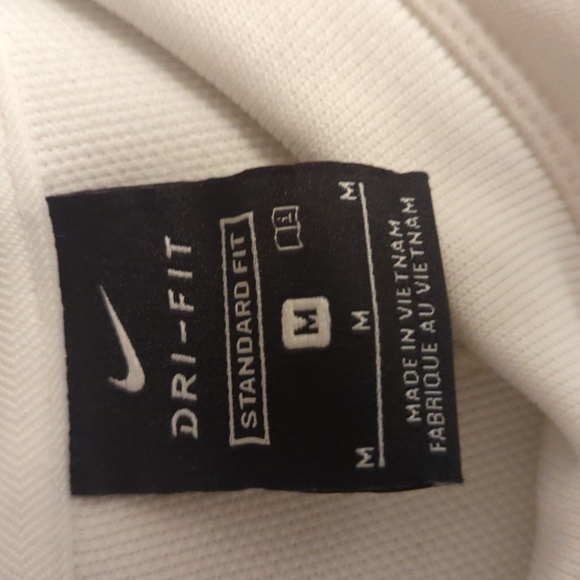 DRI-FIT
STANDARD FIT
M
M M M
MADE IN VIETNAM
FABRIQUE AU VIETNAM